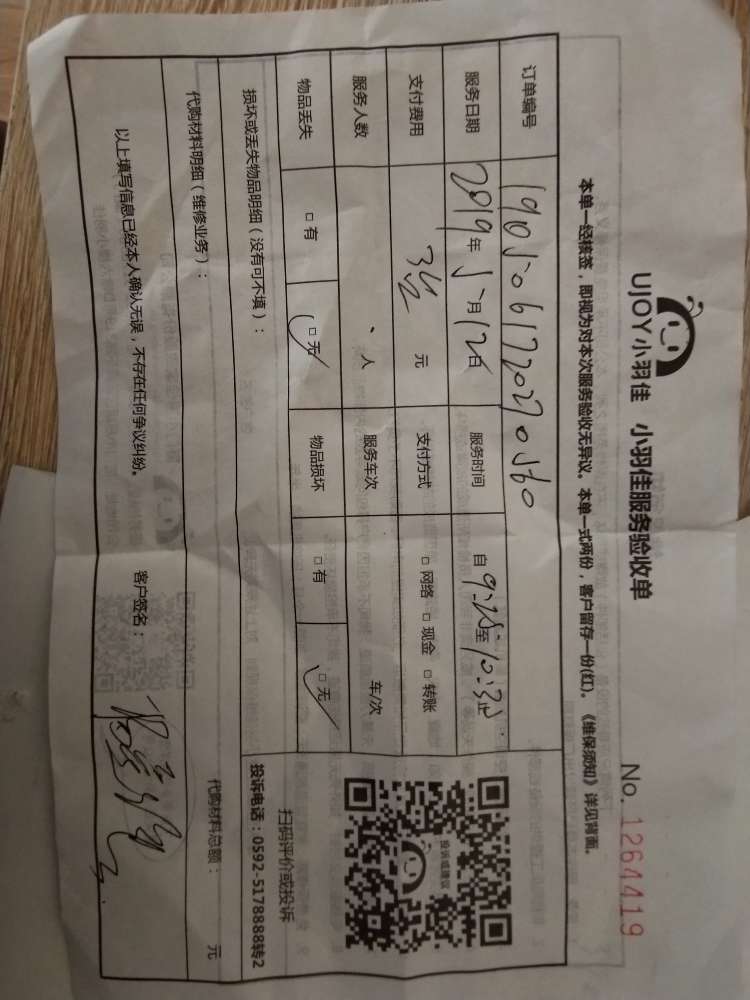 UJOY小羽佳 小羽佳服务验收单
No. 1264419
本单一经核签，即视为对本次服务验收无异议。本单一式两份，客户留存一份(红)。《维保须知》详见背面。
订单编号
服务日期 2019年5月12日 服务时间 自9:25至10:32
支付费用 元 支付方式 □ 网络 □ 现金 □ 转账
服务人数 人 服务车次 车/次
物品丢失 □ 有 □ 无 物品损坏 □ 有 □ 无
投诉或建议
扫码评价或投诉
投诉电话：0592-5178888转2
损坏或丢失物品明细（没有可不填）：
代购材料明细（维修业务）： 代购材料总额： 元
以上填写信息已经本人确认无误，不存在任何争议纠纷。 客户签名：